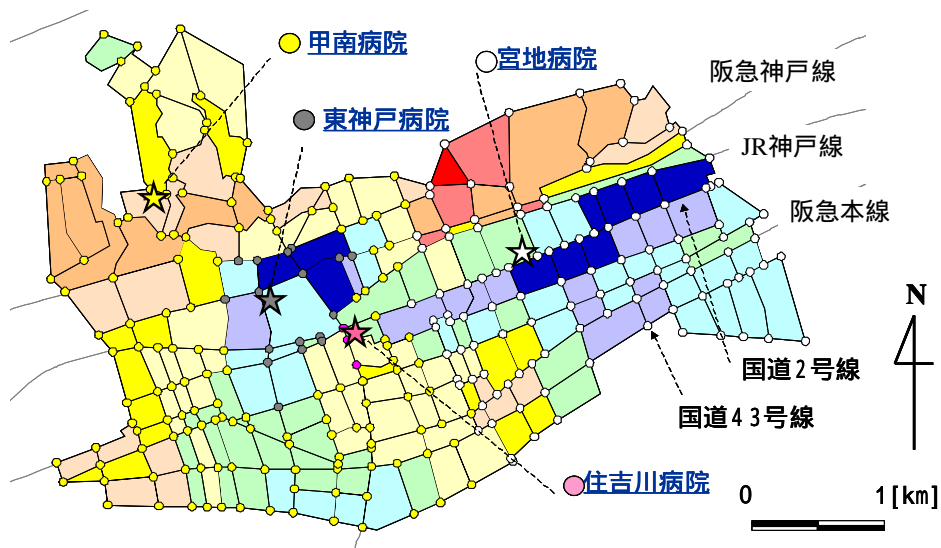 甲南病院
宮地病院
阪急神戸線
東神戸病院
JR神戸線
阪急本線
N
国道2号線
国道43号線
住吉川病院
0 1[km]